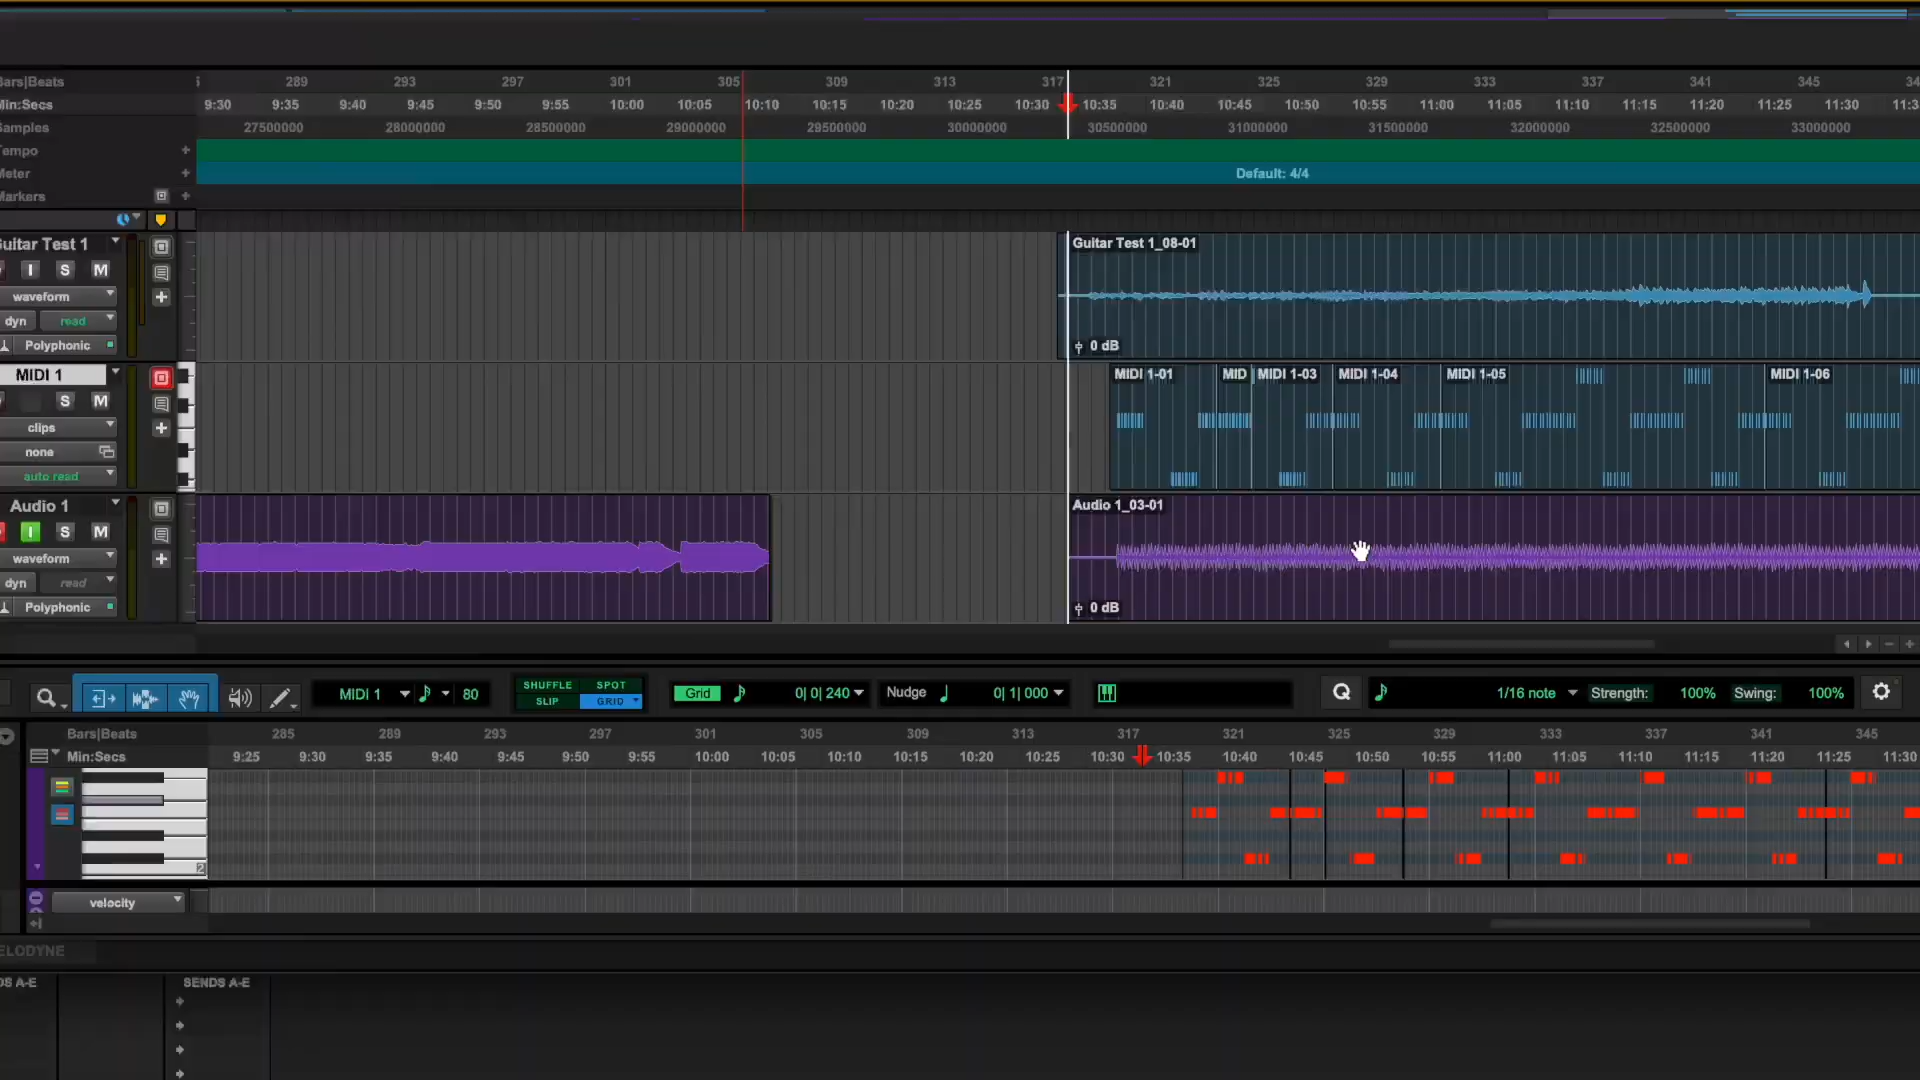 Bars|Beats 289 293 297 301 305 309 313 317 321 325 329 333 337 341 345
Min:Secs 9:30 9:35 9:40 9:45 9:50 9:55 10:00 10:05 10:10 10:15 10:20 10:25 10:30 10:35 10:40 10:45 10:50 10:55 11:00 11:05 11:10 11:15 11:20 11:25 11:30 11:3
Samples 27500000 28000000 28500000 29000000 29500000 30000000 30500000 31000000 31500000 32000000 32500000 33000000
Tempo +
Meter + Default: 4/4
Markers +
Guitar Test 1 Guitar Test 1_08-01
I S M
waveform
dyn read
Polyphonic 0 dB
MIDI 1 MIDI 1-01 MID MIDI 1-03 MIDI 1-04 MIDI 1-05 MIDI 1-06
S M
clips
none
auto read
Audio 1 Audio 1_03-01
I S M
waveform
dyn read
Polyphonic 0 dB
MIDI 1 80 SHUFFLE SPOT
SLIP GRID
Grid 0| 0| 240 Nudge 0| 1| 000 Q 1/16 note Strength: 100% Swing: 100%
Bars|Beats 285 289 293 297 301 305 309 313 317 321 325 329 333 337 341 345
Min:Secs 9:25 9:30 9:35 9:40 9:45 9:50 9:55 10:00 10:05 10:10 10:15 10:20 10:25 10:30 10:35 10:40 10:45 10:50 10:55 11:00 11:05 11:10 11:15 11:20 11:25 11:30
2
velocity
ELODYNE
DS A-E SENDS A-E